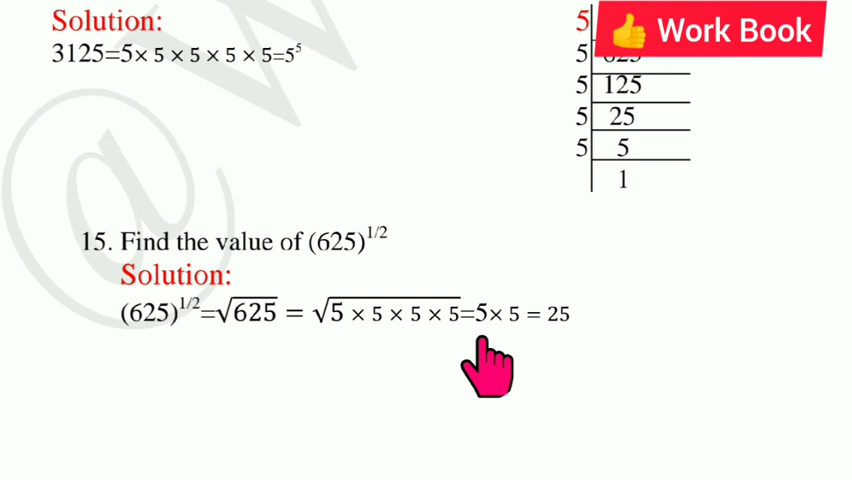 Solution:
3125=5× 5 × 5 × 5 × 5=5⁵
5
👍 Work Book
5
5 125
5 25
5 5
1
15. Find the value of (625)^1/2
Solution:
(625)^1/2=√625 = √5 × 5 × 5 × 5=5× 5 = 25